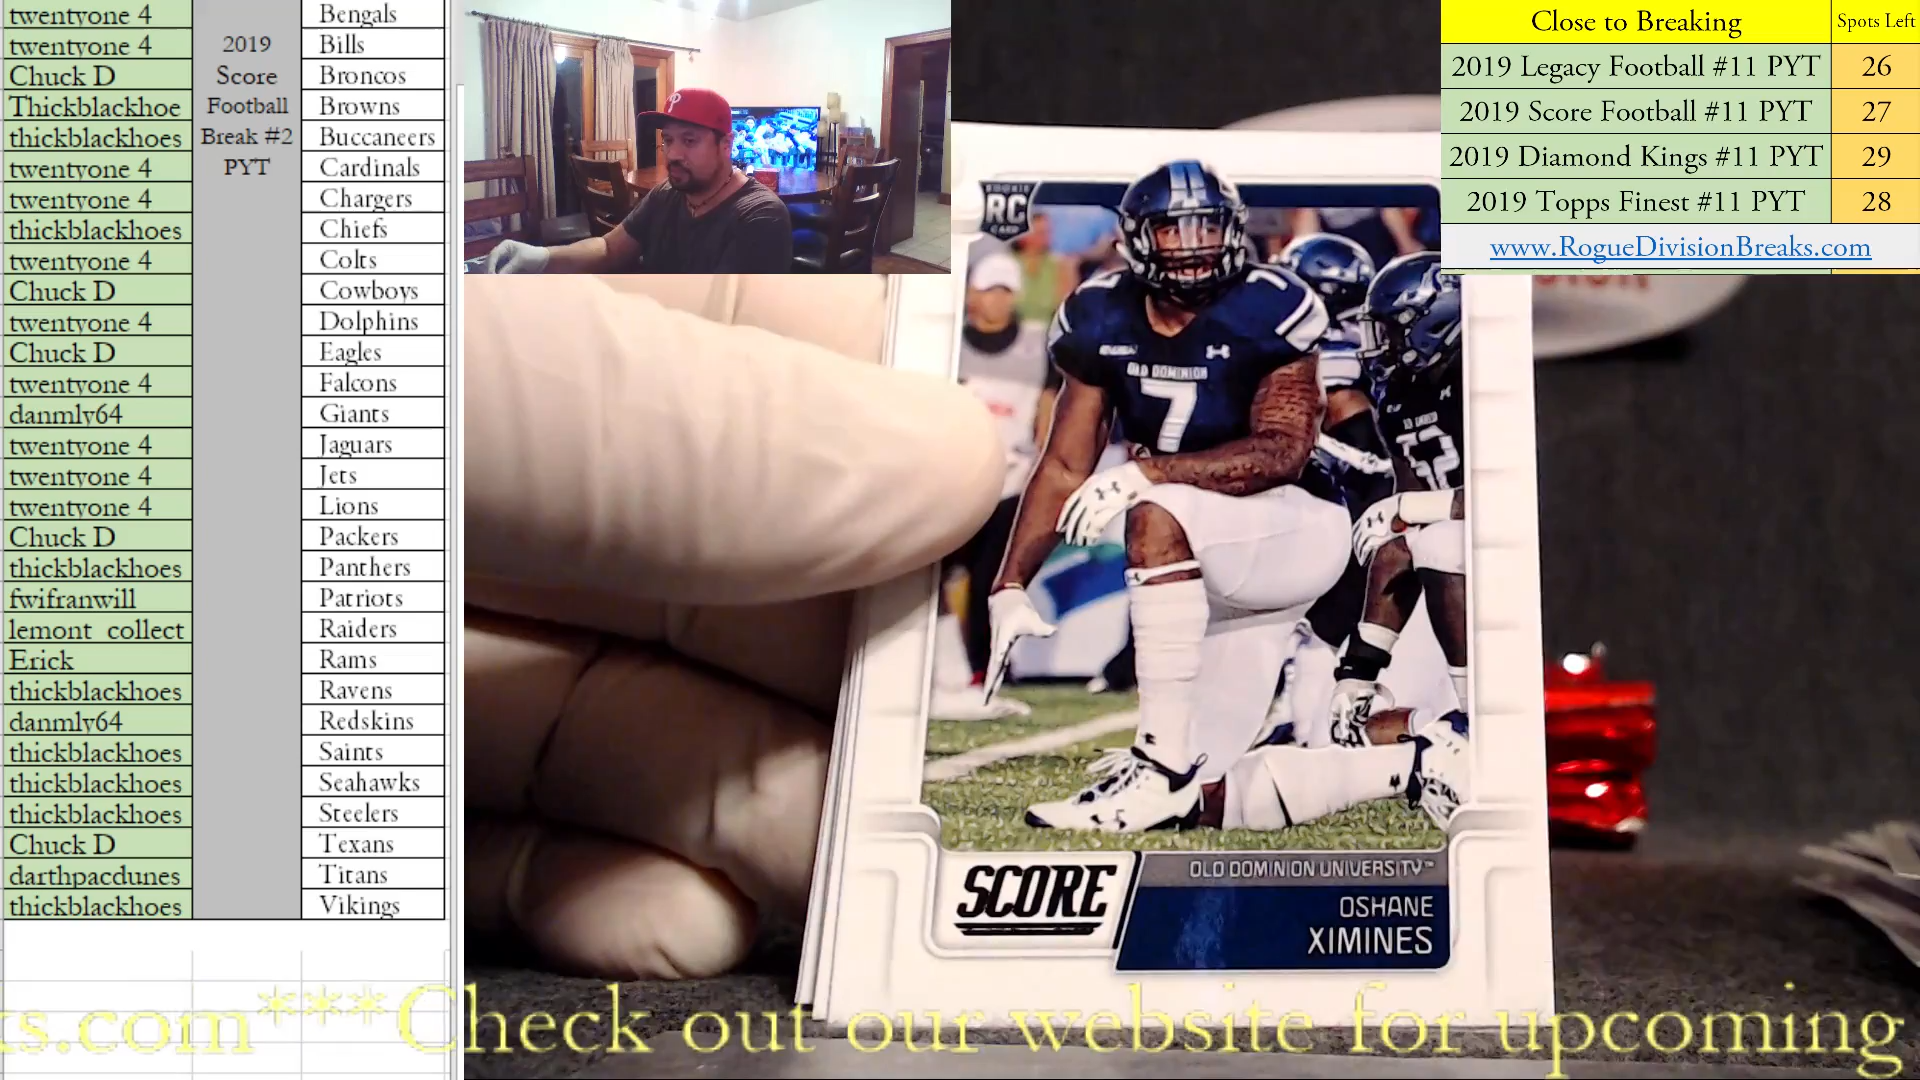 twentyone 4 Bengals
twentyone 4 Bills
Chuck D Broncos
Thickblackhoe Browns
thickblackhoes Buccaneers
twentyone 4 Cardinals
twentyone 4 Chargers
thickblackhoes Chiefs
twentyone 4 Colts
Chuck D Cowboys
twentyone 4 Dolphins
Chuck D Eagles
twentyone 4 Falcons
danmly64 Giants
twentyone 4 Jaguars
twentyone 4 Jets
twentyone 4 Lions
Chuck D Packers
thickblackhoes Panthers
fwifranwill Patriots
lemont_collect Raiders
Erick Rams
thickblackhoes Ravens
danmly64 Redskins
thickblackhoes Saints
thickblackhoes Seahawks
thickblackhoes Steelers
Chuck D Texans
darthpacdunes Titans
thickblackhoes Vikings
2019
Score
Football
Break #2
PYT
Close to Breaking Spots Left
2019 Legacy Football #11 PYT 26
2019 Score Football #11 PYT 27
2019 Diamond Kings #11 PYT 29
2019 Topps Finest #11 PYT 28
www.RogueDivisionBreaks.com
P
ROOKIE
RC
CARD
7
OLD DOMINION
7
52
SCORE
OLD DOMINION UNIVERSITY™
OSHANE
XIMINES
ks.com***Check out our website for upcoming